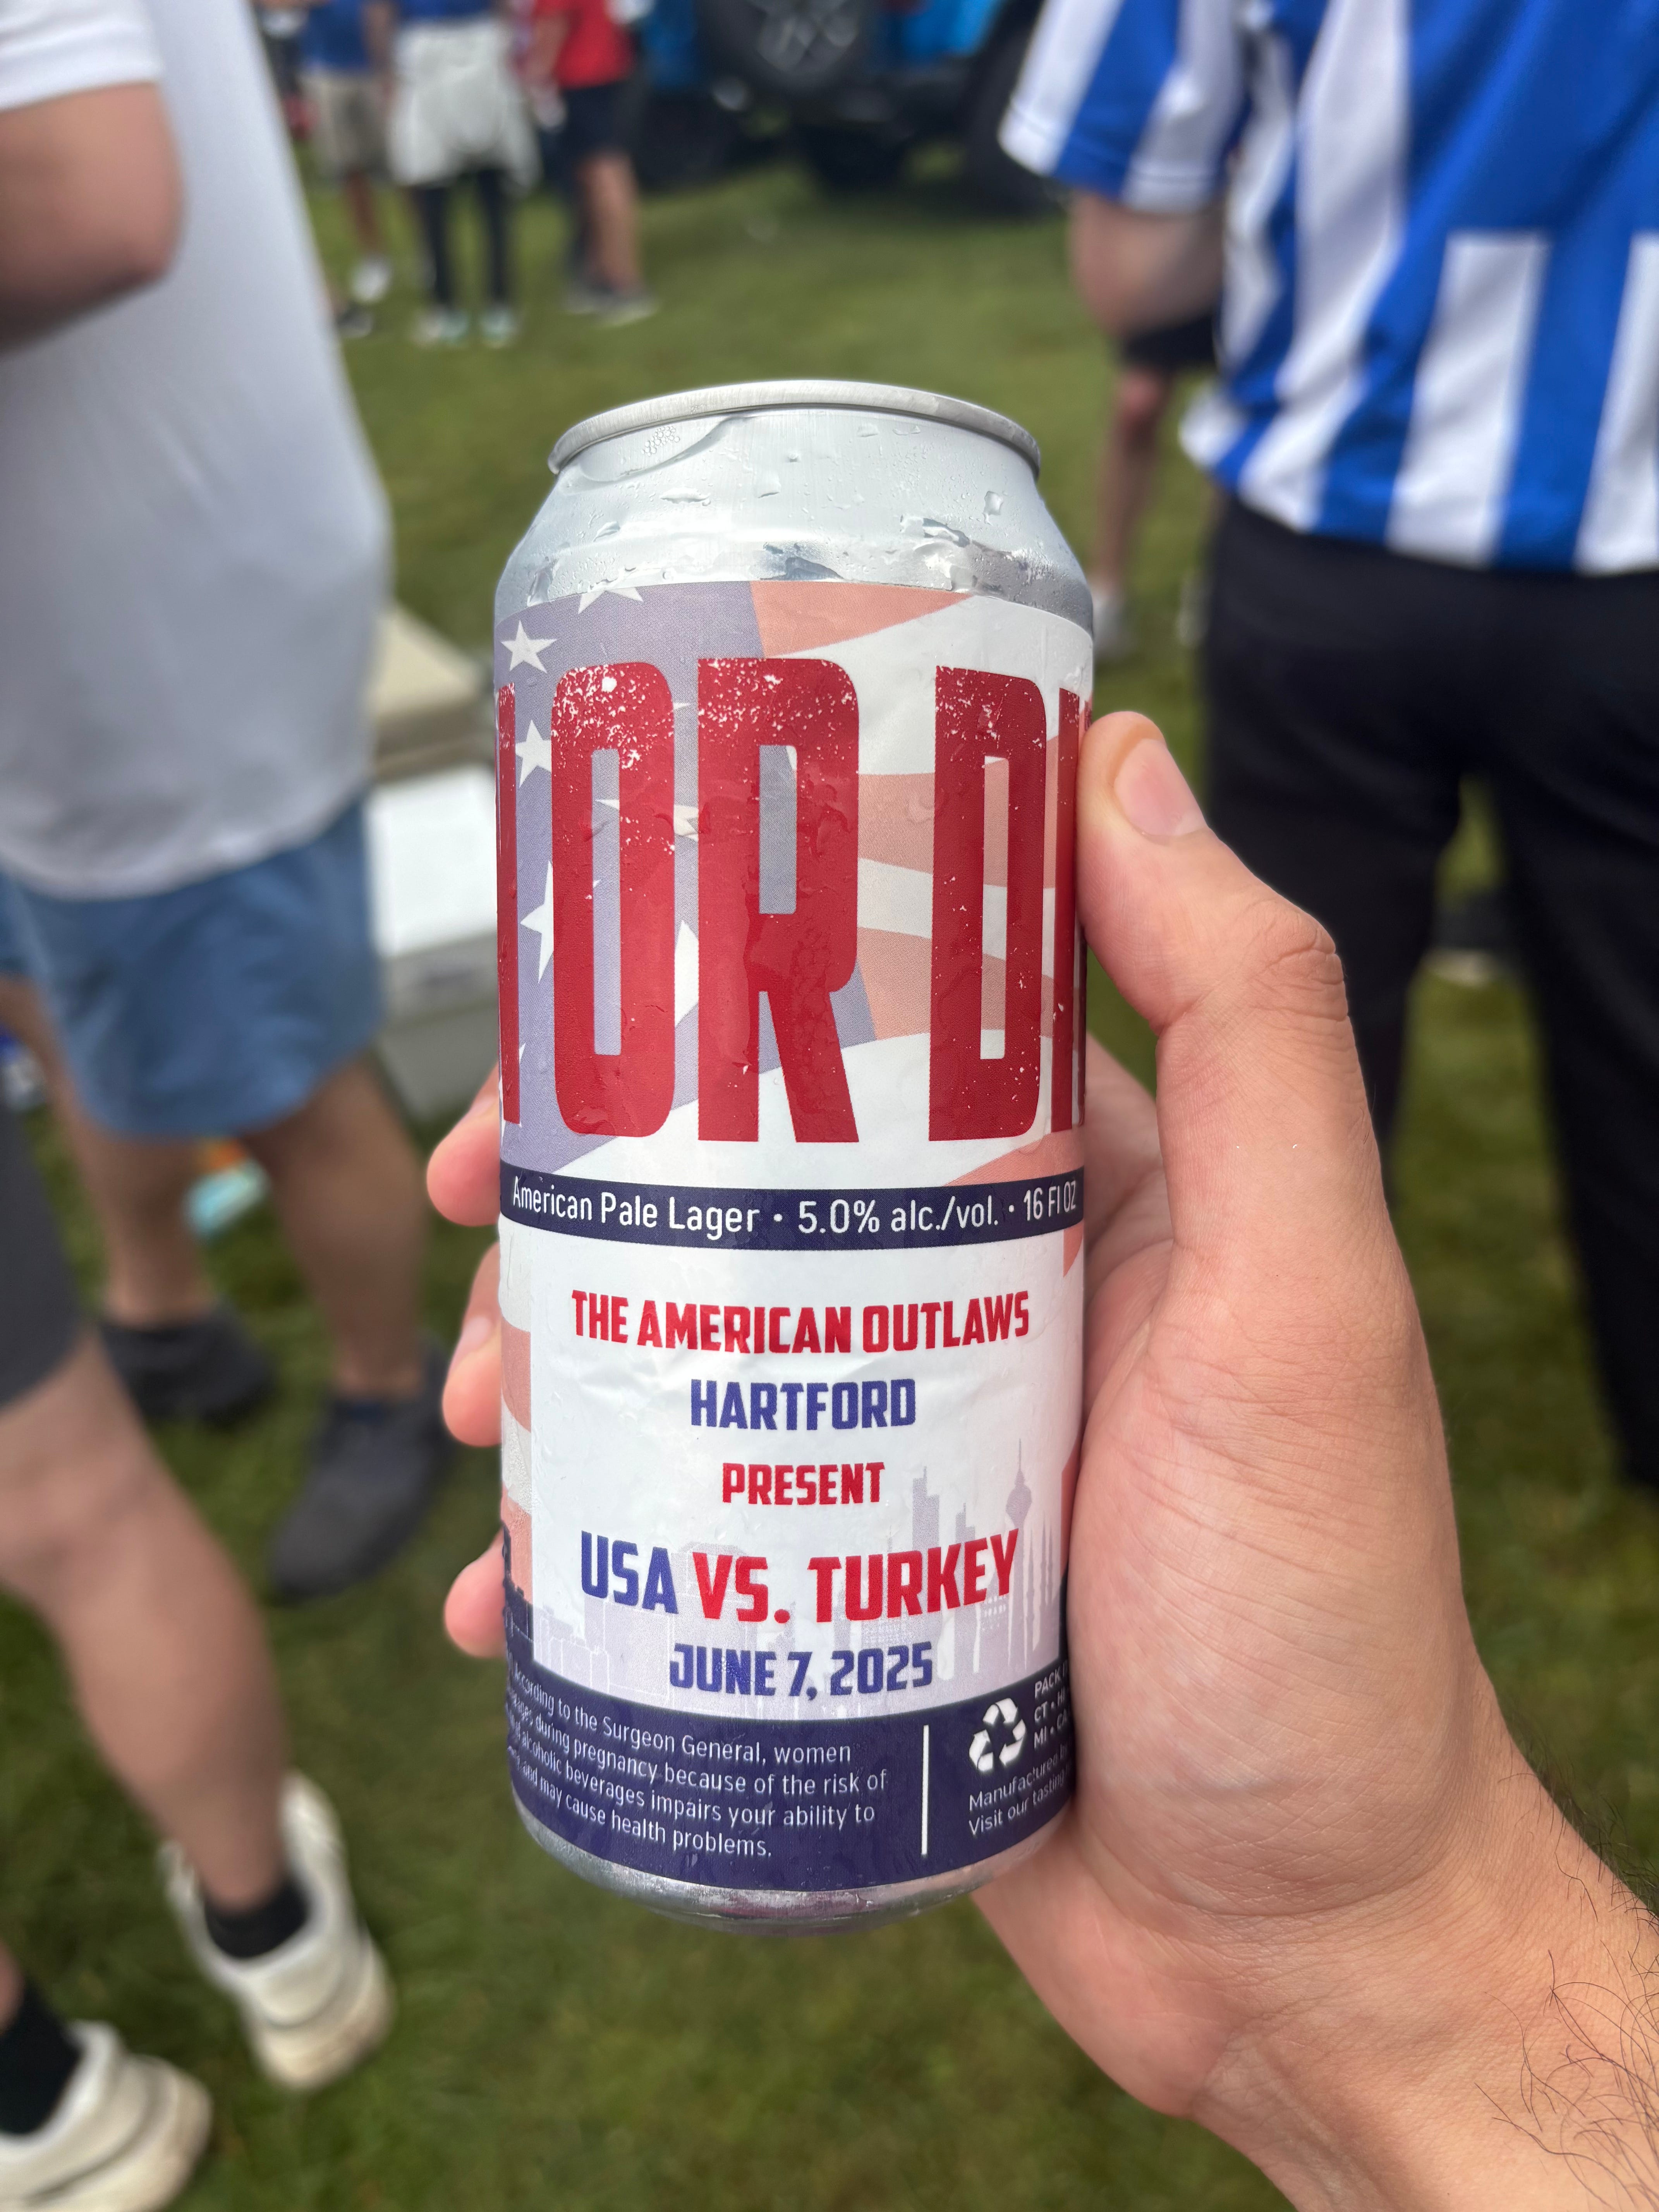 OR DI
American Pale Lager • 5.0% alc./vol. • 16 Fl OZ
THE AMERICAN OUTLAWS
HARTFORD
PRESENT
USA VS. TURKEY
JUNE 7, 2025
According to the Surgeon General, women
during pregnancy because of the risk of
alcoholic beverages impairs your ability to
and may cause health problems.
CT •
MI •
Manufactured
Visit our tasting